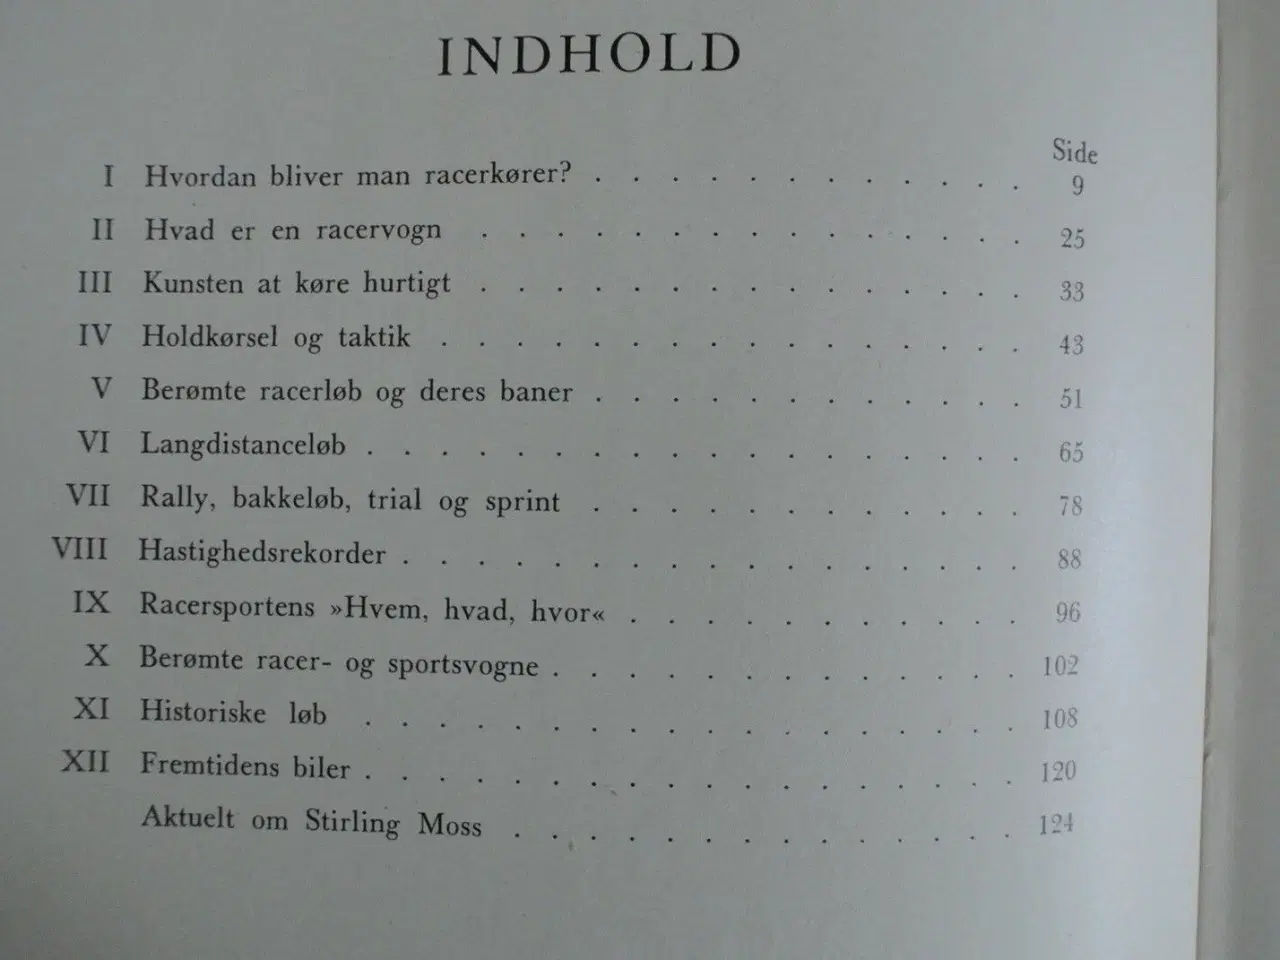 INDHOLD
Side
I Hvordan bliver man racerkører? . . . . . . . . . . . . 9
II Hvad er en racervogn . . . . . . . . . . . . . . . 25
III Kunsten at køre hurtigt . . . . . . . . . . . . . . . 33
IV Holdkørsel og taktik . . . . . . . . . . . . . . . . 43
V Berømte racerløb og deres baner . . . . . . . . . . . . 51
VI Langdistanceløb . . . . . . . . . . . . . . . . . . 65
VII Rally, bakkeløb, trial og sprint . . . . . . . . . . . . 78
VIII Hastighedsrekorder . . . . . . . . . . . . . . . . . 88
IX Racersportens »Hvem, hvad, hvor« . . . . . . . . . . . 96
X Berømte racer- og sportsvogne . . . . . . . . . . . . . 102
XI Historiske løb . . . . . . . . . . . . . . . . . . 108
XII Fremtidens biler . . . . . . . . . . . . . . . . . . 120
Aktuelt om Stirling Moss . . . . . . . . . . . . . . 124